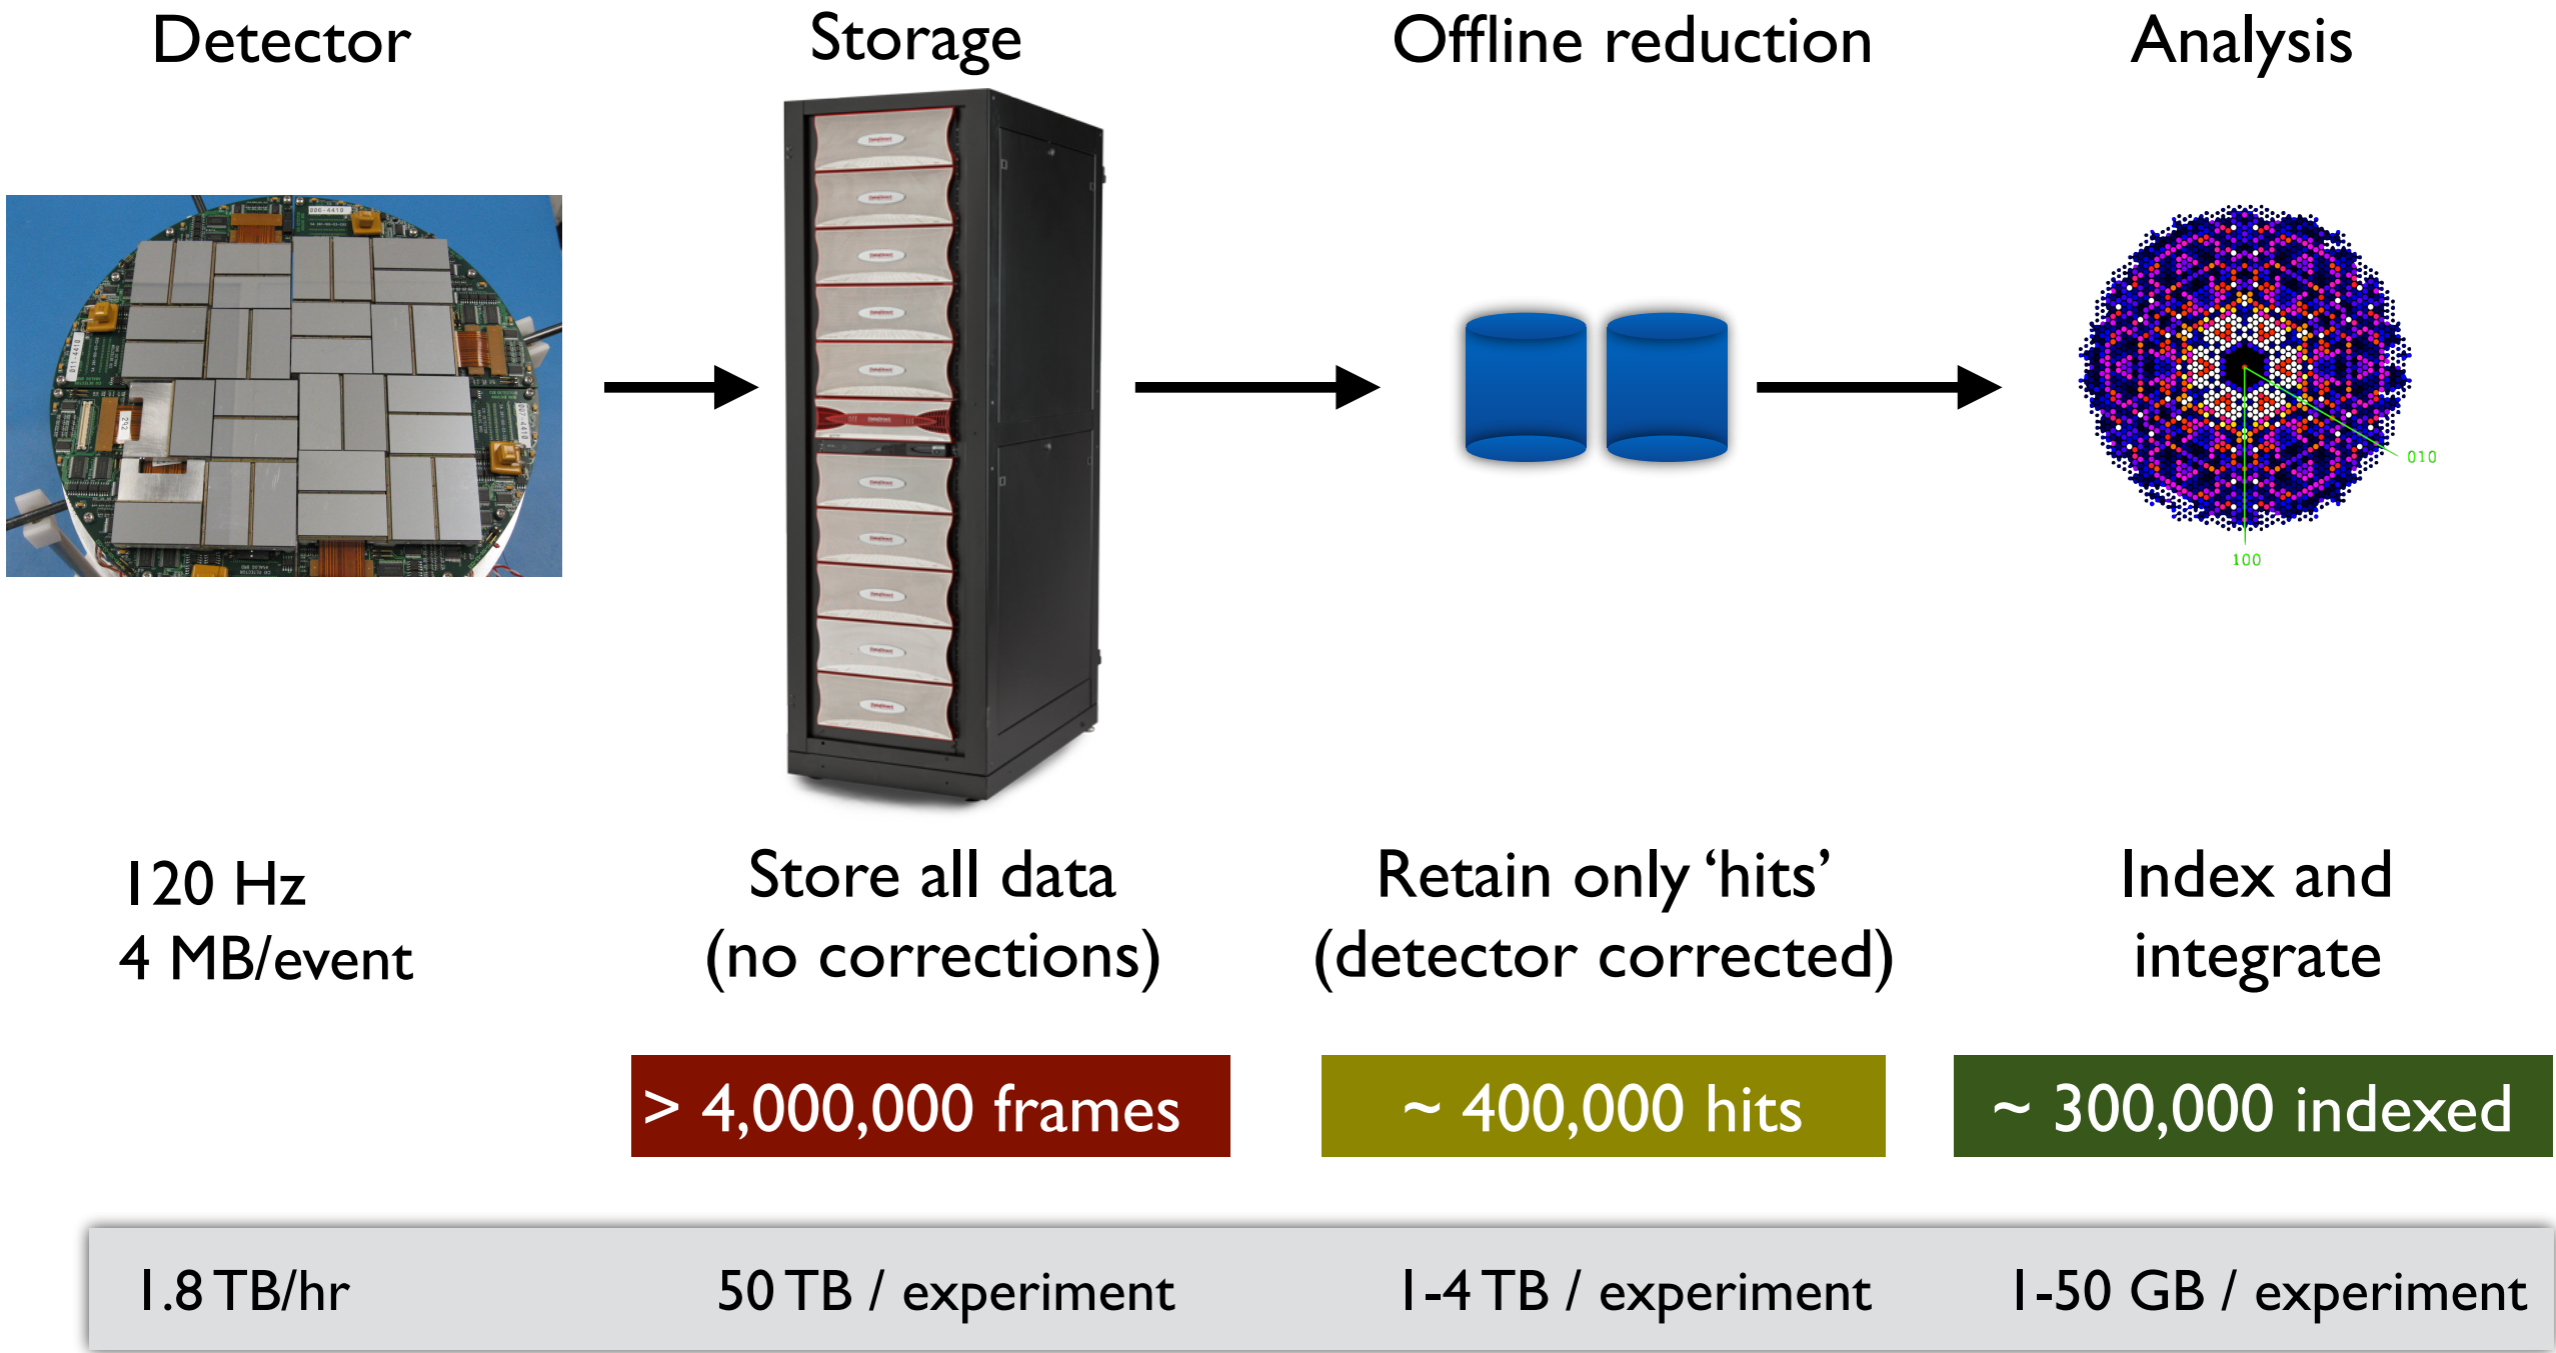 Detector
Storage
Offline reduction
Analysis
010
100
120 Hz
4 MB/event
Store all data
(no corrections)
Retain only ‘hits’
(detector corrected)
Index and
integrate
> 4,000,000 frames
~ 400,000 hits
~ 300,000 indexed
1.8 TB/hr
50 TB / experiment
1-4 TB / experiment
1-50 GB / experiment